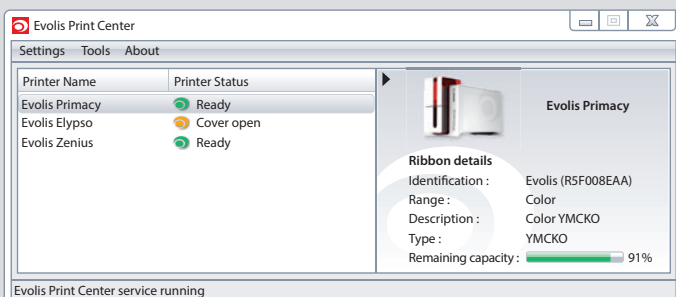 Evolis Print Center
Settings Tools About
Printer Name Printer Status
Evolis Primacy Ready
Evolis Elypso Cover open
Evolis Zenius Ready
Evolis Primacy
Ribbon details
Identification : Evolis (R5F008EAA)
Range : Color
Description : Color YMCKO
Type : YMCKO
Remaining capacity : 91%
Evolis Print Center service running